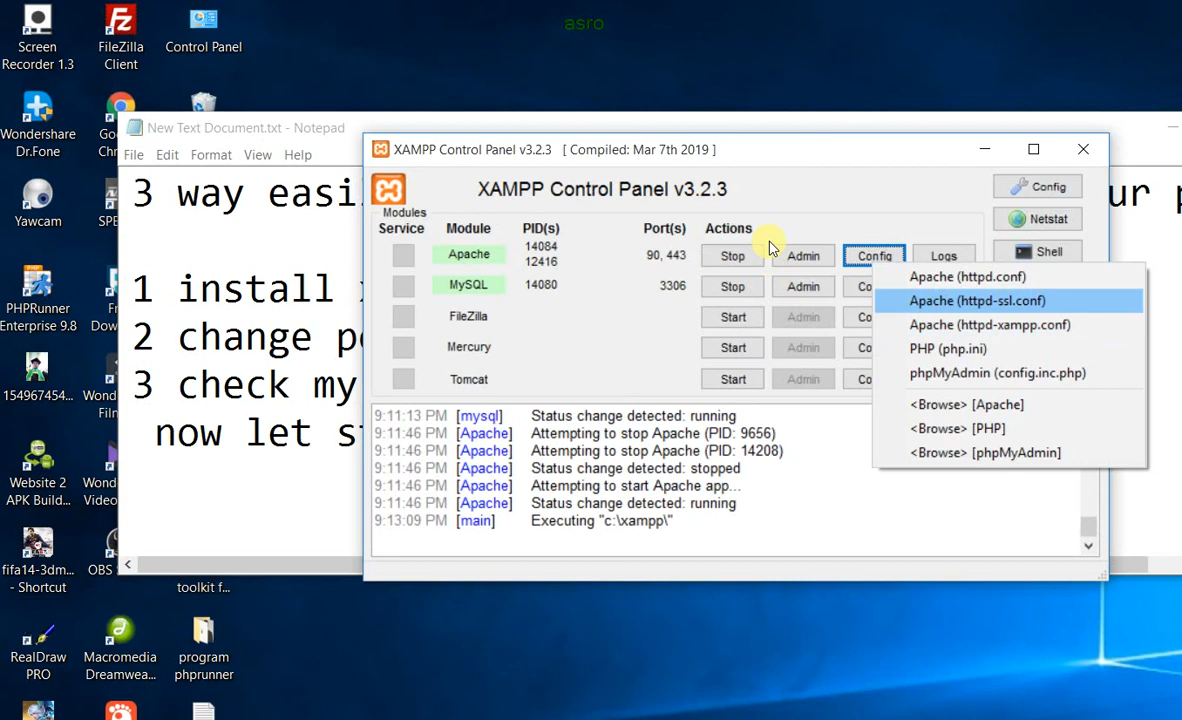 asro
Screen
Recorder 1.3
FileZilla
Client
Control Panel
Wondershare
Dr.Fone
Yawcam
PHPRunner
Enterprise 9.8
154967454...
Website 2
APK Build...
Video
fifa14-3dm...
- Shortcut
OBS
toolkit f...
RealDraw
PRO
Macromedia
Dreamwea...
program
phprunner
New Text Document.txt - Notepad
File Edit Format View Help
3 way
1 install
2 change
3 check my
now let
XAMPP Control Panel v3.2.3 [ Compiled: Mar 7th 2019 ]
XAMPP Control Panel v3.2.3
Config
Modules
Service Module PID(s) Port(s) Actions
Netstat
Apache 14084 12416 90, 443 Stop Admin Config Logs
Shell
MySQL 14080 3306 Stop Admin
FileZilla Start Admin
Mercury Start Admin
Tomcat Start Admin
Apache (httpd.conf)
Apache (httpd-ssl.conf)
Apache (httpd-xampp.conf)
PHP (php.ini)
phpMyAdmin (config.inc.php)
<Browse> [Apache]
<Browse> [PHP]
<Browse> [phpMyAdmin]
9:11:13 PM [mysql] Status change detected: running
9:11:46 PM [Apache] Attempting to stop Apache (PID: 9656)
9:11:46 PM [Apache] Attempting to stop Apache (PID: 14208)
9:11:46 PM [Apache] Status change detected: stopped
9:11:46 PM [Apache] Attempting to start Apache app...
9:11:46 PM [Apache] Status change detected: running
9:13:09 PM [main] Executing "c:\xampp\"